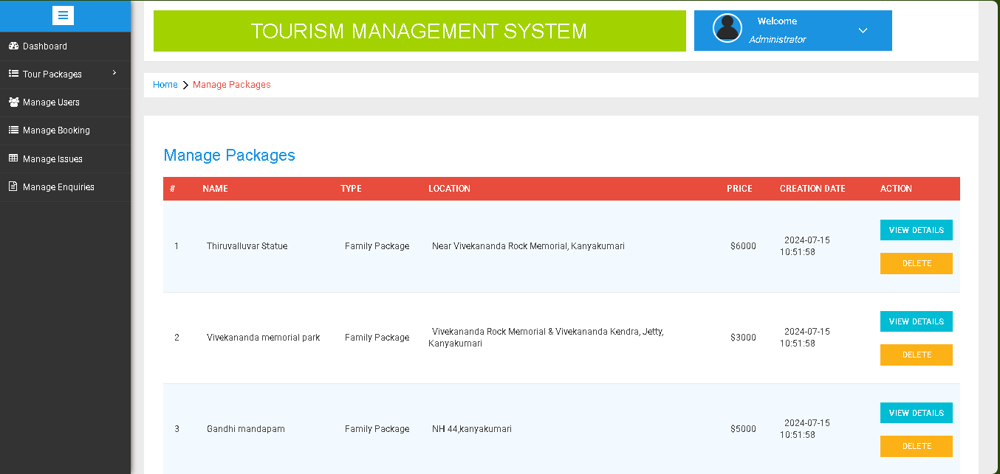 TOURISM MANAGEMENT SYSTEM
Welcome
Administrator
Dashboard
Tour Packages
Manage Users
Manage Booking
Manage Issues
Manage Enquiries
Home > Manage Packages
Manage Packages
# NAME TYPE LOCATION PRICE CREATION DATE ACTION
1 Thiruvalluvar Statue Family Package Near Vivekananda Rock Memorial, Kanyakumari $6000 2024-07-15
10:51:58
VIEW DETAILS
DELETE
2 Vivekananda memorial park Family Package Vivekananda Rock Memorial & Vivekananda Kendra, Jetty,
Kanyakumari
$3000 2024-07-15
10:51:58
VIEW DETAILS
DELETE
3 Gandhi mandapam Family Package NH 44,kanyakumari $5000 2024-07-15
10:51:58
VIEW DETAILS
DELETE